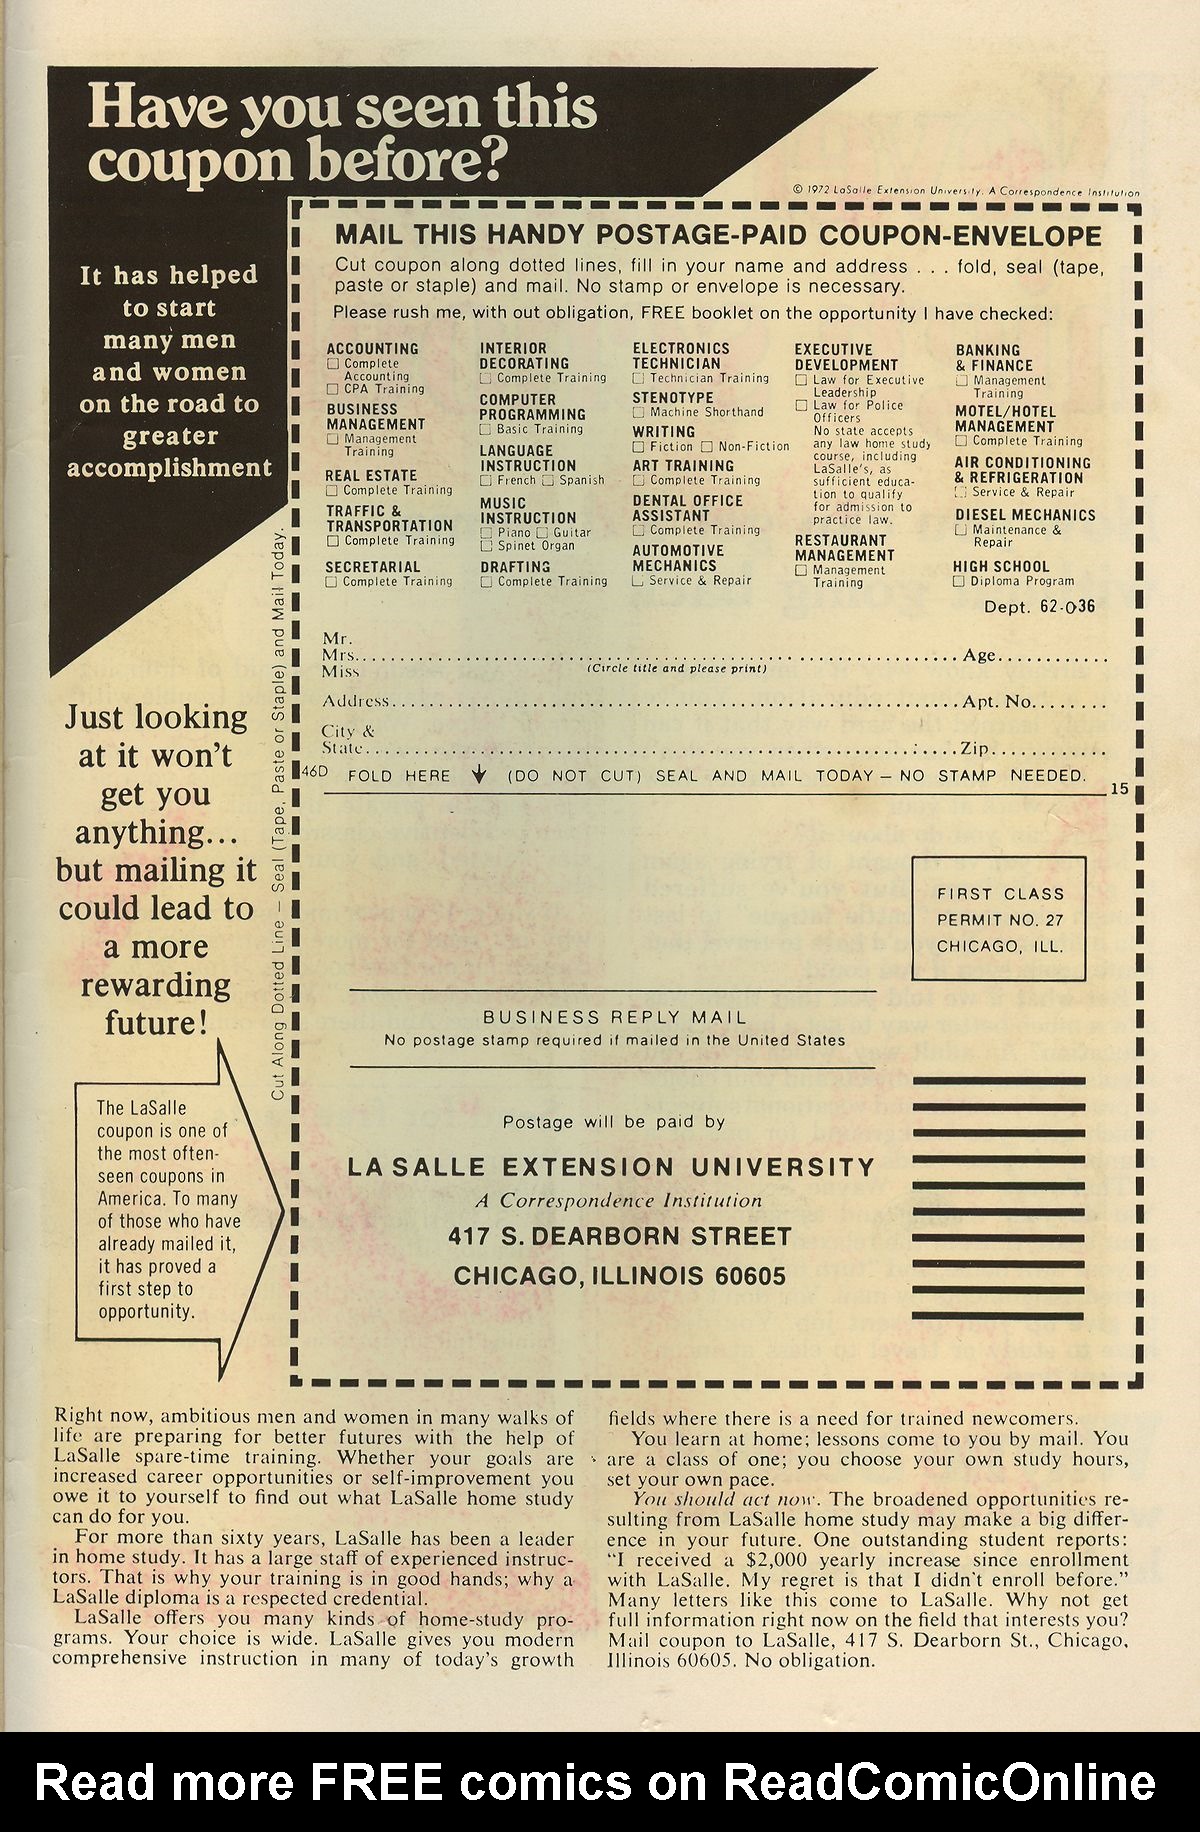 Have you seen this
coupon before?
© 1972 LaSalle Extension University. A Correspondence Institution
It has helped
to start
many men
and women
on the road to
greater
accomplishment
MAIL THIS HANDY POSTAGE-PAID COUPON-ENVELOPE
Cut coupon along dotted lines, fill in your name and address . . . fold, seal (tape,
paste or staple) and mail. No stamp or envelope is necessary.
Please rush me, with out obligation, FREE booklet on the opportunity I have checked:
ACCOUNTING
☐ Complete
Accounting
☐ CPA Training
BUSINESS
MANAGEMENT
☐ Management
Training
REAL ESTATE
☐ Complete Training
TRAFFIC &
TRANSPORTATION
☐ Complete Training
SECRETARIAL
☐ Complete Training
INTERIOR
DECORATING
☐ Complete Training
COMPUTER
PROGRAMMING
☐ Basic Training
LANGUAGE
INSTRUCTION
☐ French ☐ Spanish
MUSIC
INSTRUCTION
☐ Piano ☐ Guitar
☐ Spinet Organ
DRAFTING
☐ Complete Training
ELECTRONICS
TECHNICIAN
☐ Technician Training
STENOTYPE
☐ Machine Shorthand
WRITING
☐ Fiction ☐ Non-Fiction
ART TRAINING
☐ Complete Training
DENTAL OFFICE
ASSISTANT
☐ Complete Training
AUTOMOTIVE
MECHANICS
☐ Service & Repair
EXECUTIVE
DEVELOPMENT
☐ Law for Executive
Leadership
☐ Law for Police
Officers
No state accepts
any law home study
course, including
LaSalle's, as
sufficient educa-
tion to qualify
for admission to
practice law.
RESTAURANT
MANAGEMENT
☐ Management
Training
BANKING
& FINANCE
☐ Management
Training
MOTEL/HOTEL
MANAGEMENT
☐ Complete Training
AIR CONDITIONING
& REFRIGERATION
☐ Service & Repair
DIESEL MECHANICS
☐ Maintenance &
Repair
HIGH SCHOOL
☐ Diploma Program
Dept. 62-036
Mr.
Mrs. Age
Miss (Circle title and please print)
Address Apt. No.
City &
State Zip
46D FOLD HERE (DO NOT CUT) SEAL AND MAIL TODAY – NO STAMP NEEDED.
15
Cut Along Dotted Line – Seal (Tape, Paste or Staple) and Mail Today.
Just looking
at it won't
get you
anything...
but mailing it
could lead to
a more
rewarding
future!
The LaSalle
coupon is one of
the most often-
seen coupons in
America. To many
of those who have
already mailed it,
it has proved a
first step to
opportunity.
FIRST CLASS
PERMIT NO. 27
CHICAGO, ILL.
BUSINESS REPLY MAIL
No postage stamp required if mailed in the United States
Postage will be paid by
LA SALLE EXTENSION UNIVERSITY
A Correspondence Institution
417 S. DEARBORN STREET
CHICAGO, ILLINOIS 60605
Right now, ambitious men and women in many walks of
life are preparing for better futures with the help of
LaSalle spare-time training. Whether your goals are
increased career opportunities or self-improvement you
owe it to yourself to find out what LaSalle home study
can do for you.
For more than sixty years, LaSalle has been a leader
in home study. It has a large staff of experienced instruc-
tors. That is why your training is in good hands; why a
LaSalle diploma is a respected credential.
LaSalle offers you many kinds of home-study pro-
grams. Your choice is wide. LaSalle gives you modern
comprehensive instruction in many of today's growth
fields where there is a need for trained newcomers.
You learn at home; lessons come to you by mail. You
are a class of one; you choose your own study hours,
set your own pace.
You should act now. The broadened opportunities re-
sulting from LaSalle home study may make a big differ-
ence in your future. One outstanding student reports:
"I received a $2,000 yearly increase since enrollment
with LaSalle. My regret is that I didn't enroll before."
Many letters like this come to LaSalle. Why not get
full information right now on the field that interests you?
Mail coupon to LaSalle, 417 S. Dearborn St., Chicago,
Illinois 60605. No obligation.
Read more FREE comics on ReadComicOnline